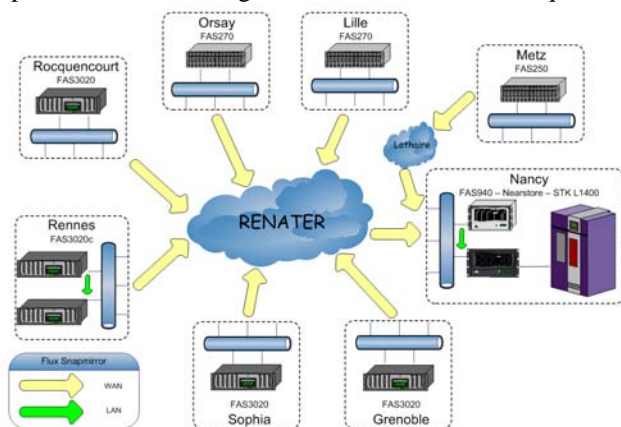 Orsay
FAS270
Lille
FAS270
Rocquencourt
FAS3020
Metz
FAS250
Lothaire
Nancy
FAS940 – Nearstore – STK L1400
RENATER
Rennes
FAS3020c
Flux Snapmirror
WAN
LAN
FAS3020
Sophia
FAS3020
Grenoble